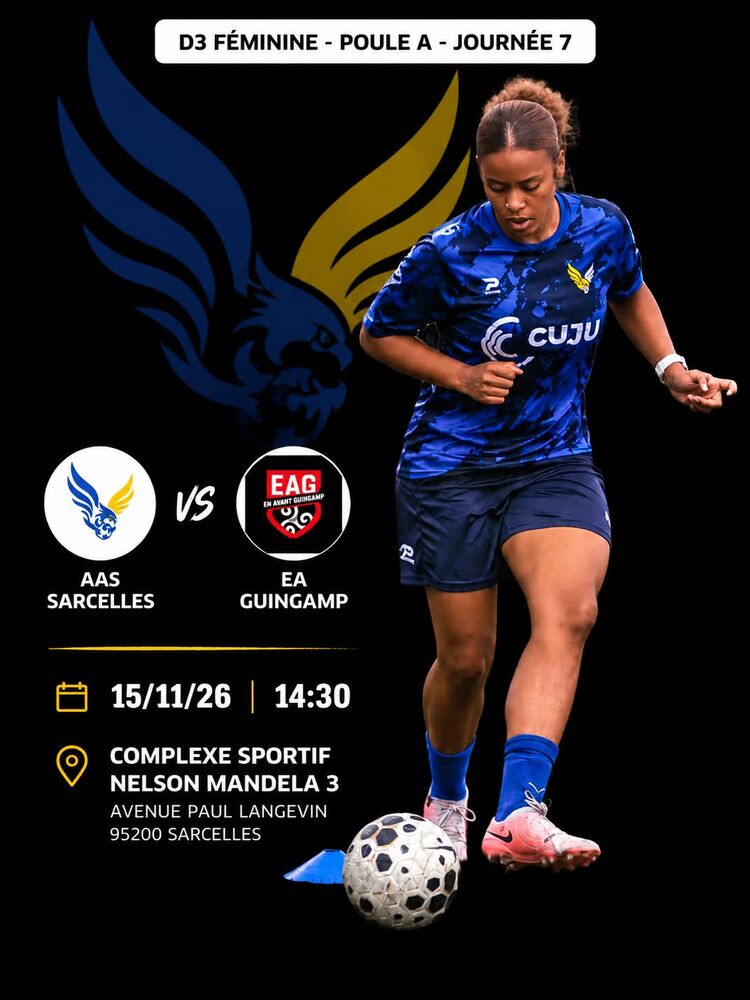 D3 FÉMININE - POULE A - JOURNÉE 7
CUJU
EAG
EN AVANT GUINGAMP
VS
AAS
SARCELLES
EA
GUINGAMP
15/11/26 | 14:30
COMPLEXE SPORTIF
NELSON MANDELA 3
AVENUE PAUL LANGEVIN
95200 SARCELLES